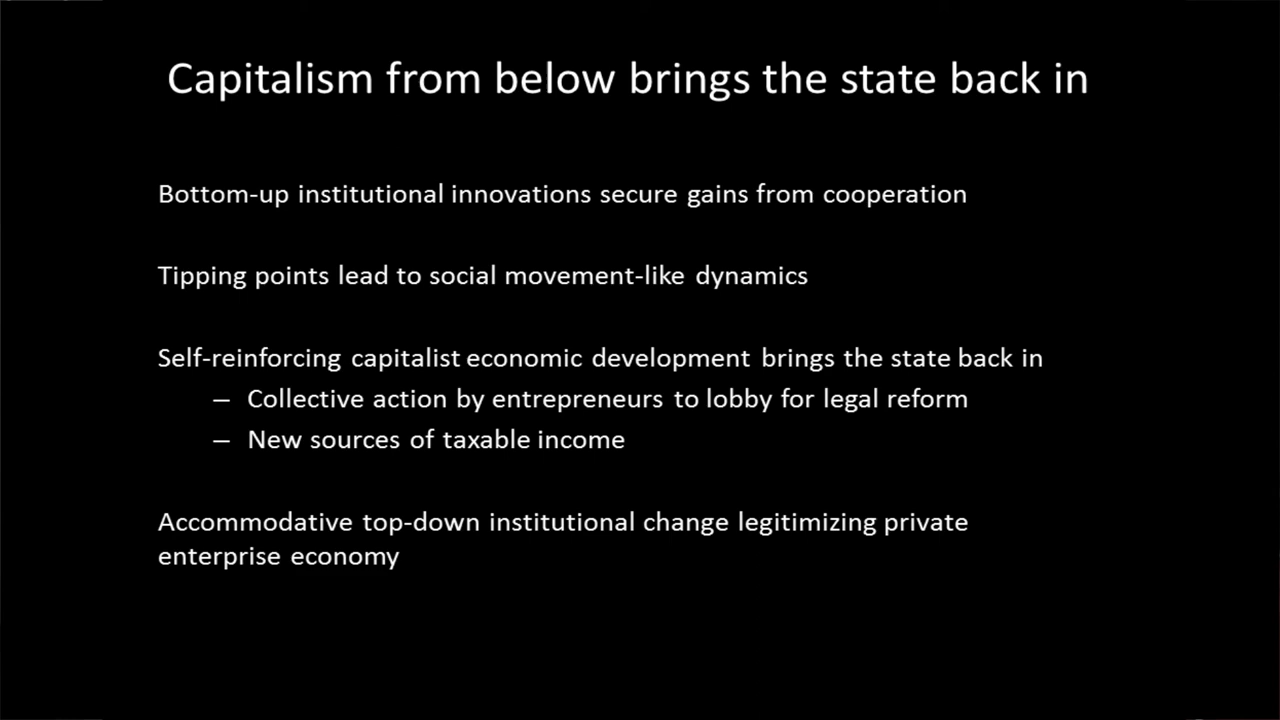 Capitalism from below brings the state back in
Bottom-up institutional innovations secure gains from cooperation
Tipping points lead to social movement-like dynamics
Self-reinforcing capitalist economic development brings the state back in
– Collective action by entrepreneurs to lobby for legal reform
– New sources of taxable income
Accommodative top-down institutional change legitimizing private
enterprise economy